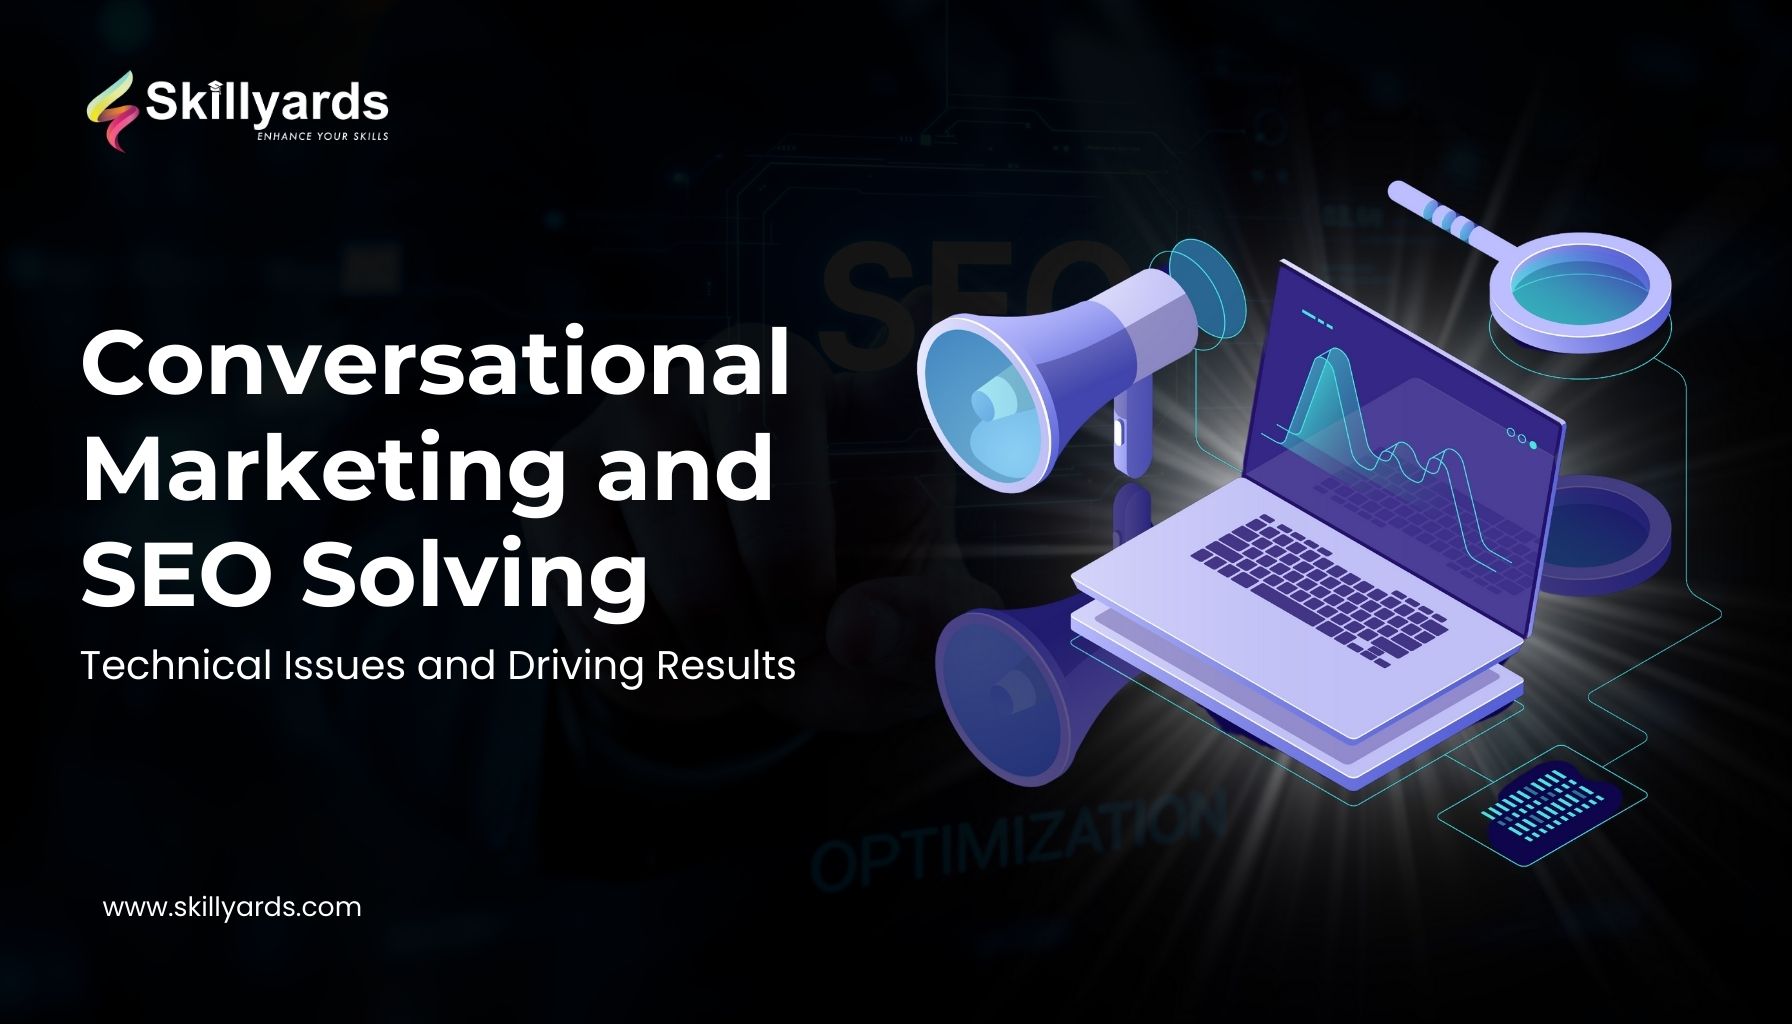 Skillyards
ENHANCE YOUR SKILLS
SEO
Conversational
Marketing and
SEO Solving
Technical Issues and Driving Results
OPTIMIZATION
www.skillyards.com